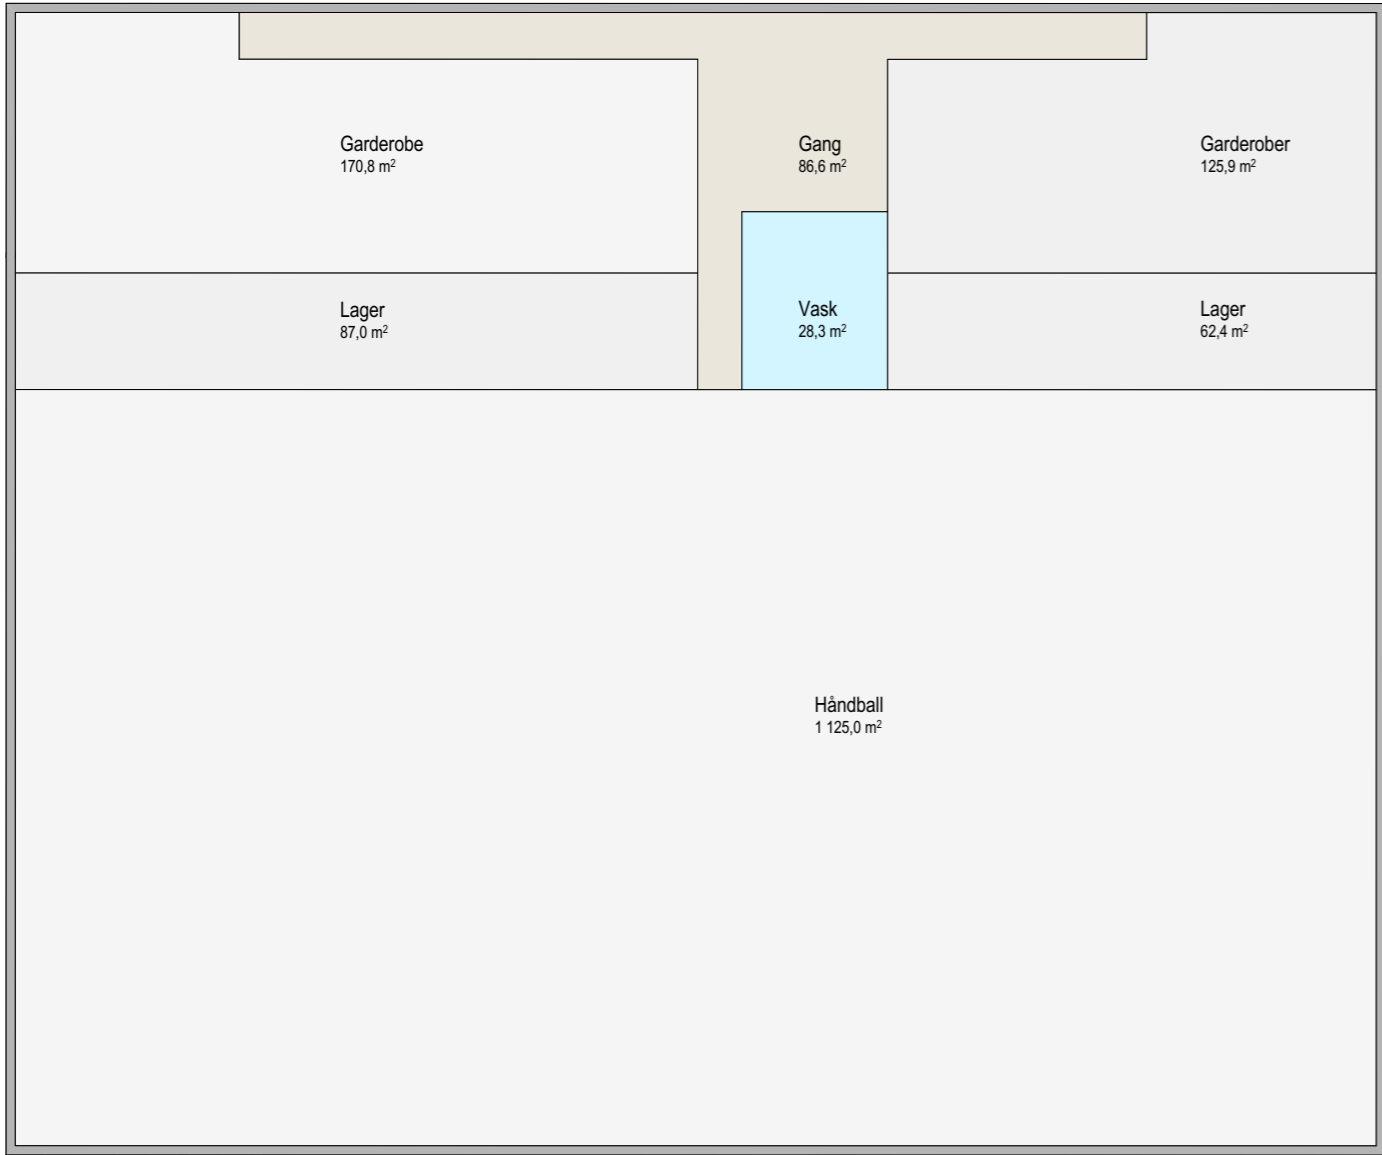 Garderobe
170,8 m²
Gang
86,6 m²
Garderober
125,9 m²
Lager
87,0 m²
Vask
28,3 m²
Lager
62,4 m²
Håndball
1 125,0 m²